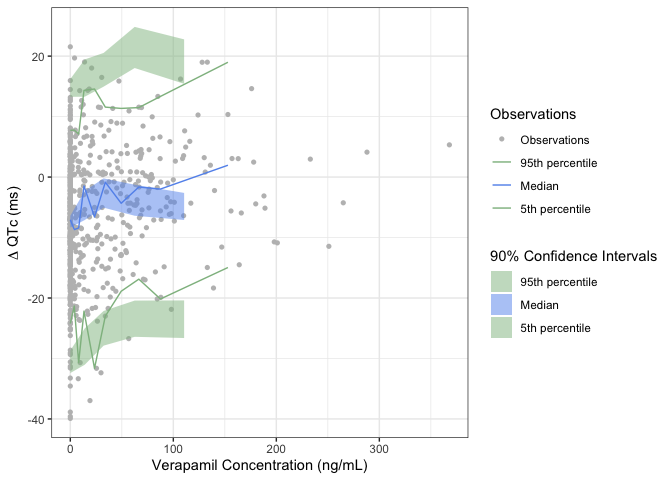 20
0
-20
-40
Δ QTc (ms)
0
100
200
300
Verapamil Concentration (ng/mL)
Observations
Observations
95th percentile
Median
5th percentile
90% Confidence Intervals
95th percentile
Median
5th percentile